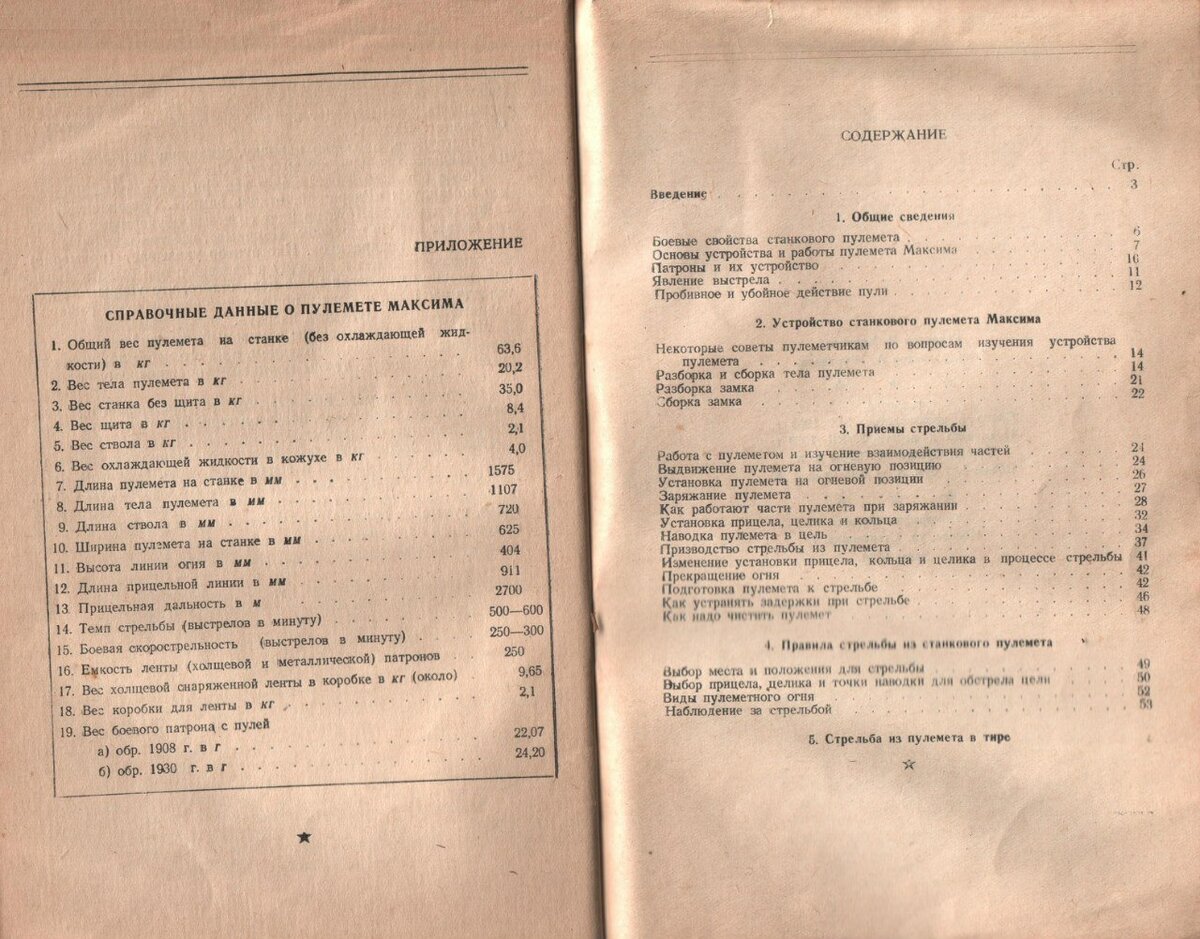 ПРИЛОЖЕНИЕ
СПРАВОЧНЫЕ ДАННЫЕ О ПУЛЕМЕТЕ МАКСИМА
1. Общий вес пулемета на станке (без охлаждающей жид-
кости) в кг . . . 63,6
2. Вес тела пулемета в кг . . . 20,2
3. Вес станка без щита в кг . . . 35,0
4. Вес щита в кг . . . 8,4
5. Вес ствола в кг . . . 2,1
6. Вес охлаждающей жидкости в кожухе в кг . . . 4,0
7. Длина пулемета на станке в мм . . . 1575
8. Длина тела пулемета в мм . . . 1107
9. Длина ствола в мм . . . 720
10. Ширина пулемета на станке в мм . . . 625
11. Высота линии огия в мм . . . 404
12. Длина прицельной линии в мм . . . 911
13. Прицельная дальность в м . . . 2700
14. Темп стрельбы (выстрелов в минуту) . . . 500—600
15. Боевая скорострельность (выстрелов в минуту) . . . 250—300
16. Емкость ленты (холщевой и металлической) патронов . . . 250
17. Вес холщевой снаряженной ленты в коробке в кг (около) 9,65
18. Вес коробки для ленты в кг . . . 2,1
19. Вес боевого патрона с пулей
а) обр. 1908 г. в г . . . 22,07
б) обр. 1930 г. в г . . . 24,20
СОДЕРЖАНИЕ
Стр.
Введение . . . 3
1. Общие сведения
Боевые свойства станкового пулемета . . . 6
Основы устройства и работы пулемета Максима . . . 7
Патроны и их устройство . . . 10
Явление выстрела . . . 11
Пробивное и убойное действие пули . . . 12
2. Устройство станкового пулемета Максима
Некоторые советы пулеметчикам по вопросам изучения устройства
пулемета . . . 14
Разборка и сборка тела пулемета . . . 14
Разборка замка . . . 21
Сборка замка . . . 22
3. Приемы стрельбы
Работа с пулеметом и изучение взаимодействия частей . . . 24
Выдвижение пулемета на огневую позицию . . . 24
Установка пулемета на огневой позиции . . . 26
Заряжание пулемета . . . 27
Как работают части пулемета при заряжании . . . 28
Установка прицела, целика и кольца . . . 32
Наводка пулемета в цель . . . 34
Призводство стрельбы из пулемета . . . 37
Изменение установки прицела, кольца и целика в процессе стрельбы 41
Прекращение огня . . . 42
Подготовка пулемета к стрельбе . . . 42
Как устранять задержки при стрельбе . . . 46
Как надо чистить пулемет . . . 48
4. Правила стрельбы из станкового пулемета
Выбор места и положения для стрельбы . . . 49
Выбор прицела, целика и точки наводки для обстрела цели . . . 50
Виды пулеметного огня . . . 52
Наблюдение за стрельбой . . . 53
5. Стрельба из пулемета в тире